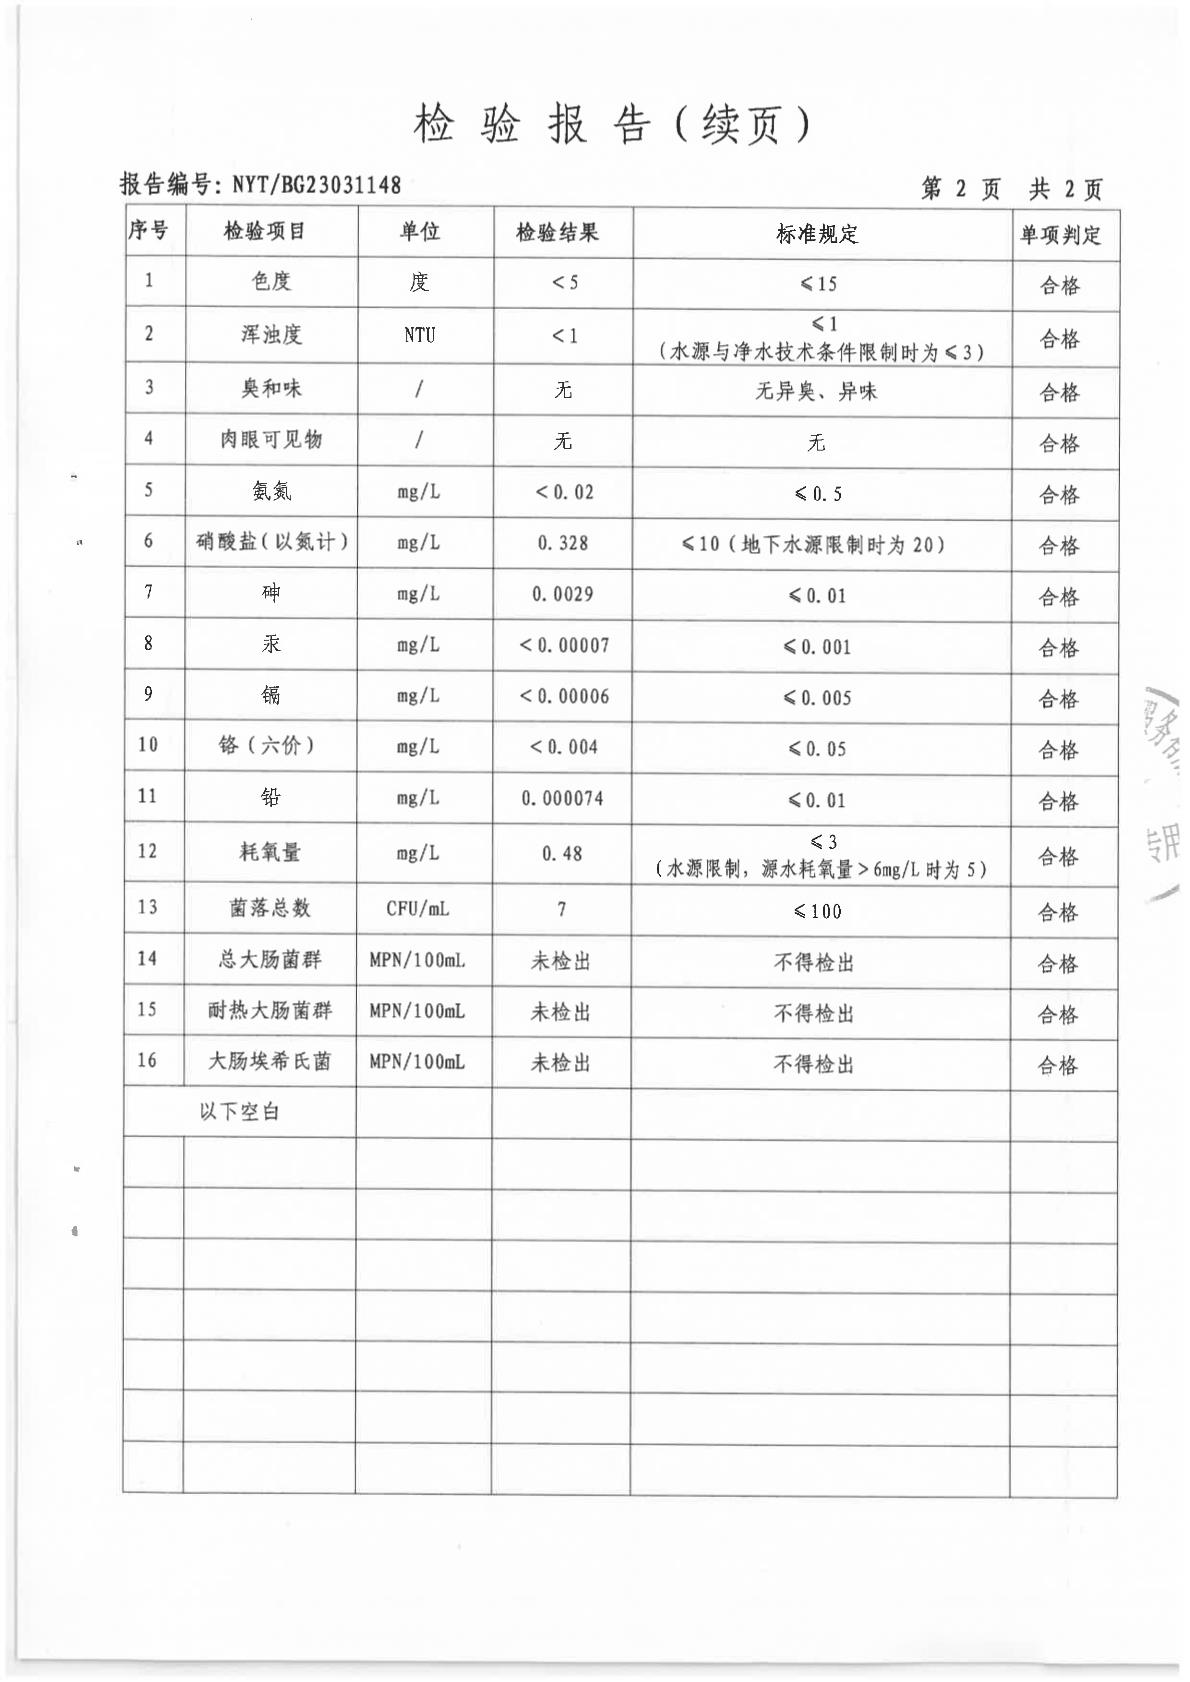 检验报告(续页)
报告编号: NYT/BG23031148
第 2 页 共 2 页
序号 检验项目 单位 检验结果 标准规定 单项判定
1 色度 度 <5 ≤15 合格
2 浑浊度 NTU <1 ≤1 (水源与净水技术条件限制时为≤3) 合格
3 臭和味 / 无 无异臭、异味 合格
4 肉眼可见物 / 无 无 合格
5 氨氮 mg/L <0.02 ≤0.5 合格
6 硝酸盐(以氮计) mg/L 0.328 ≤10(地下水源限制时为20) 合格
7 砷 mg/L 0.0029 ≤0.01 合格
8 汞 mg/L <0.00007 ≤0.001 合格
9 镉 mg/L <0.00006 ≤0.005 合格
10 铬(六价) mg/L <0.004 ≤0.05 合格
11 铅 mg/L 0.000074 ≤0.01 合格
12 耗氧量 mg/L 0.48 ≤3 (水源限制，源水耗氧量>6mg/L时为5) 合格
13 菌落总数 CFU/mL 7 ≤100 合格
14 总大肠菌群 MPN/100mL 未检出 不得检出 合格
15 耐热大肠菌群 MPN/100mL 未检出 不得检出 合格
16 大肠埃希氏菌 MPN/100mL 未检出 不得检出 合格
以下空白
务
专用